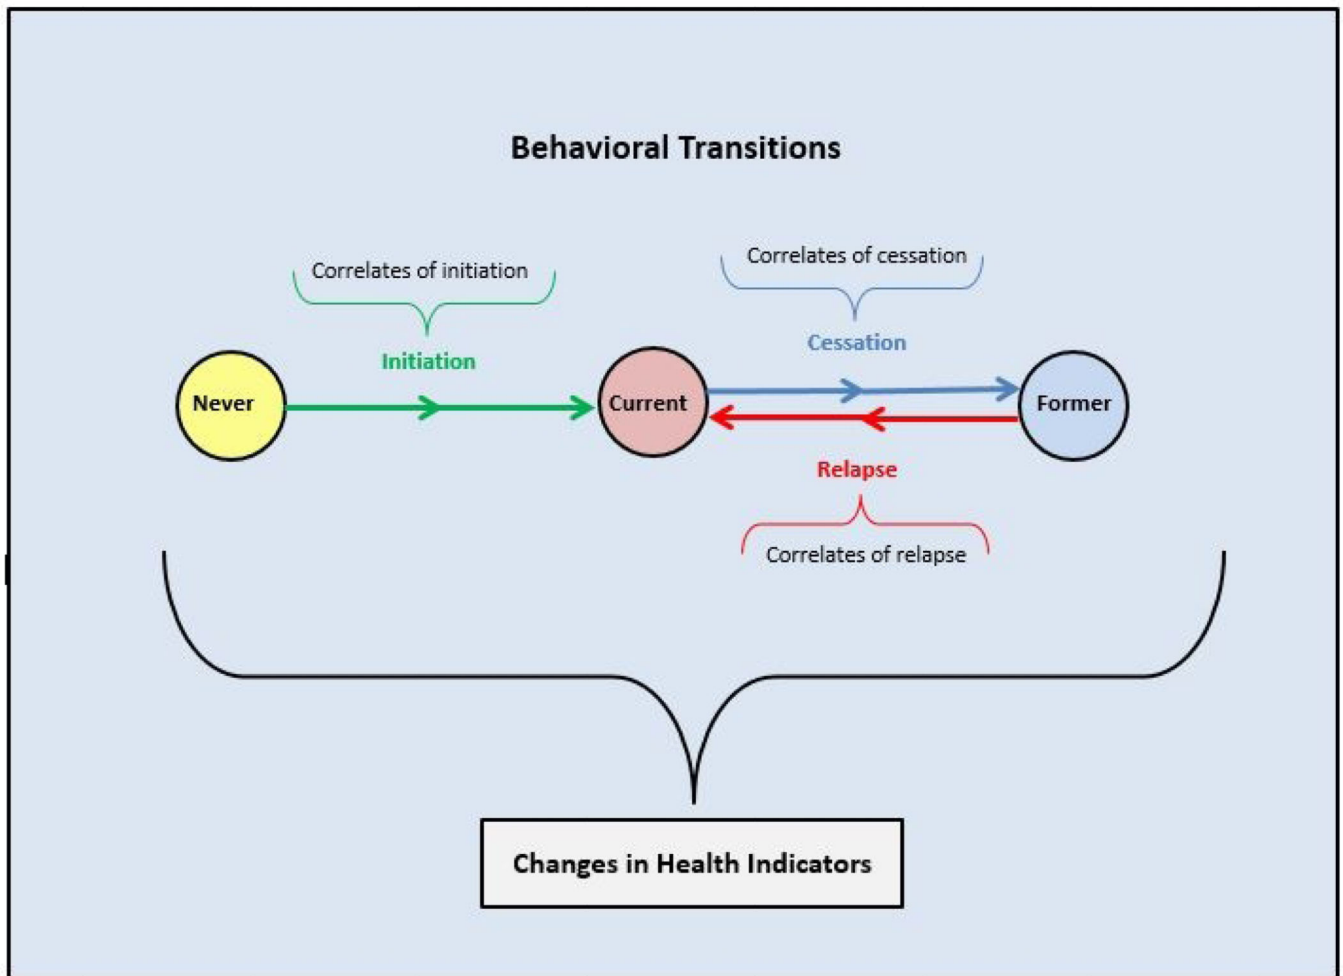 Behavioral Transitions
Correlates of initiation
Correlates of cessation
Initiation
Cessation
Never
Current
Former
Relapse
Correlates of relapse
Changes in Health Indicators